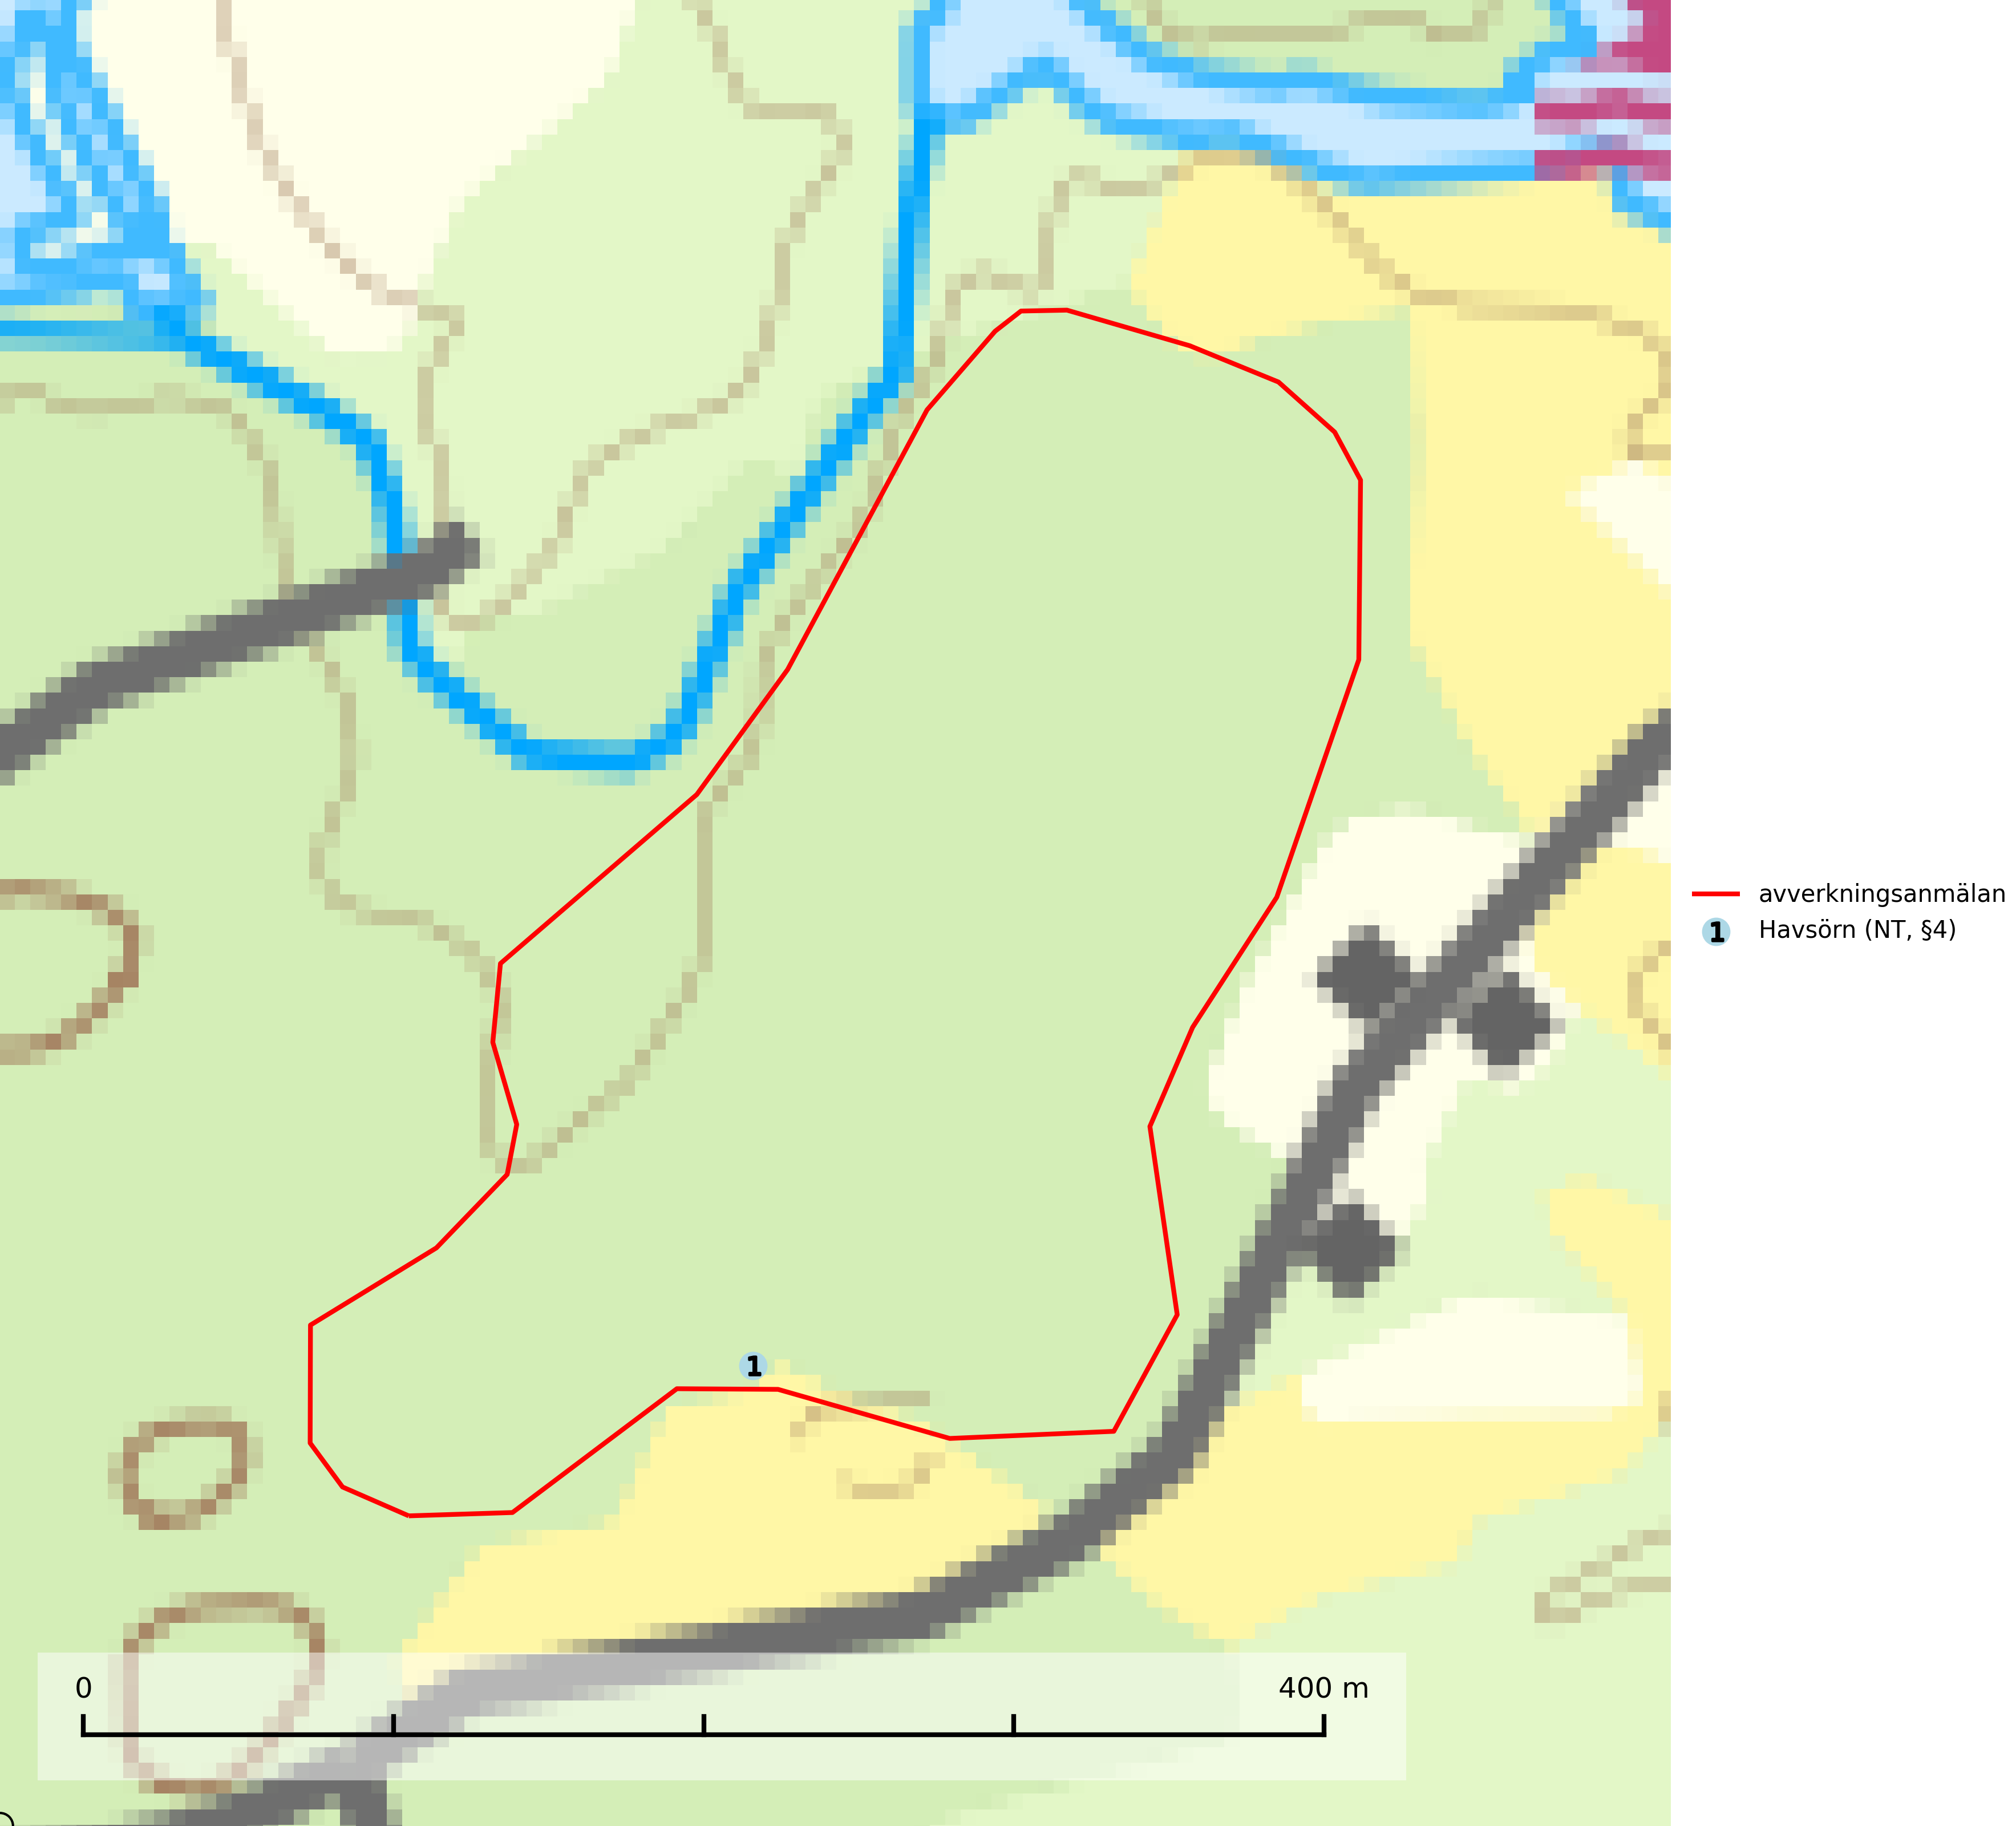 avverkningsanmälan
1 Havsörn (NT, §4)
1
0 400 m